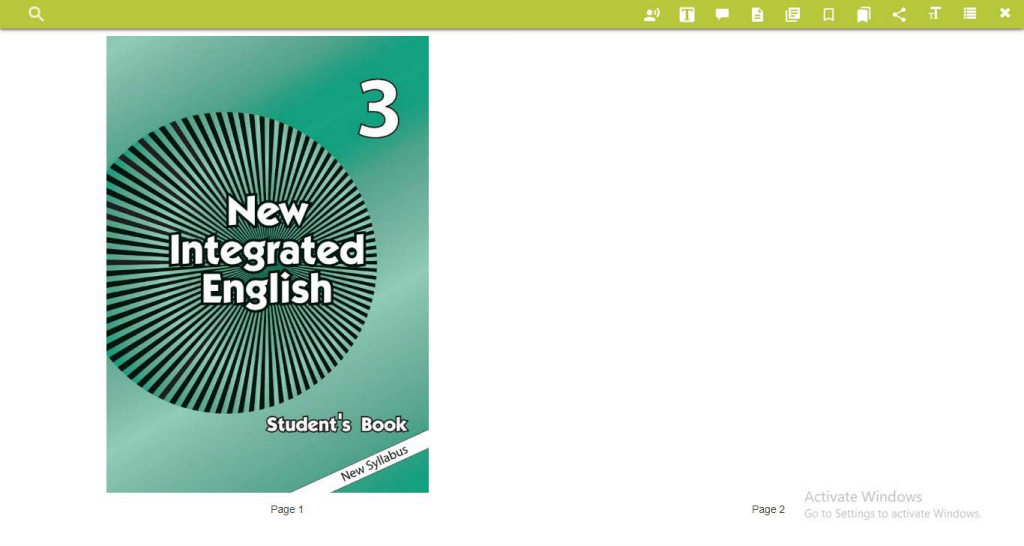 3
New
Integrated
English
Student's Book
New Syllabus
Page 1
Page 2
Activate Windows
Go to Settings to activate Windows.